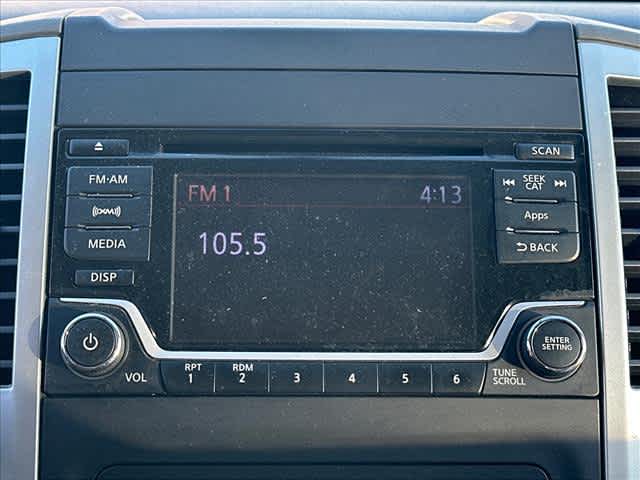 SCAN
FM·AM
FM 1
4:13
SEEK
CAT
((XM))
Apps
105.5
MEDIA
BACK
DISP
ENTER
SETTING
VOL
RPT
1
RDM
2
3
4
5
6
TUNE
SCROLL